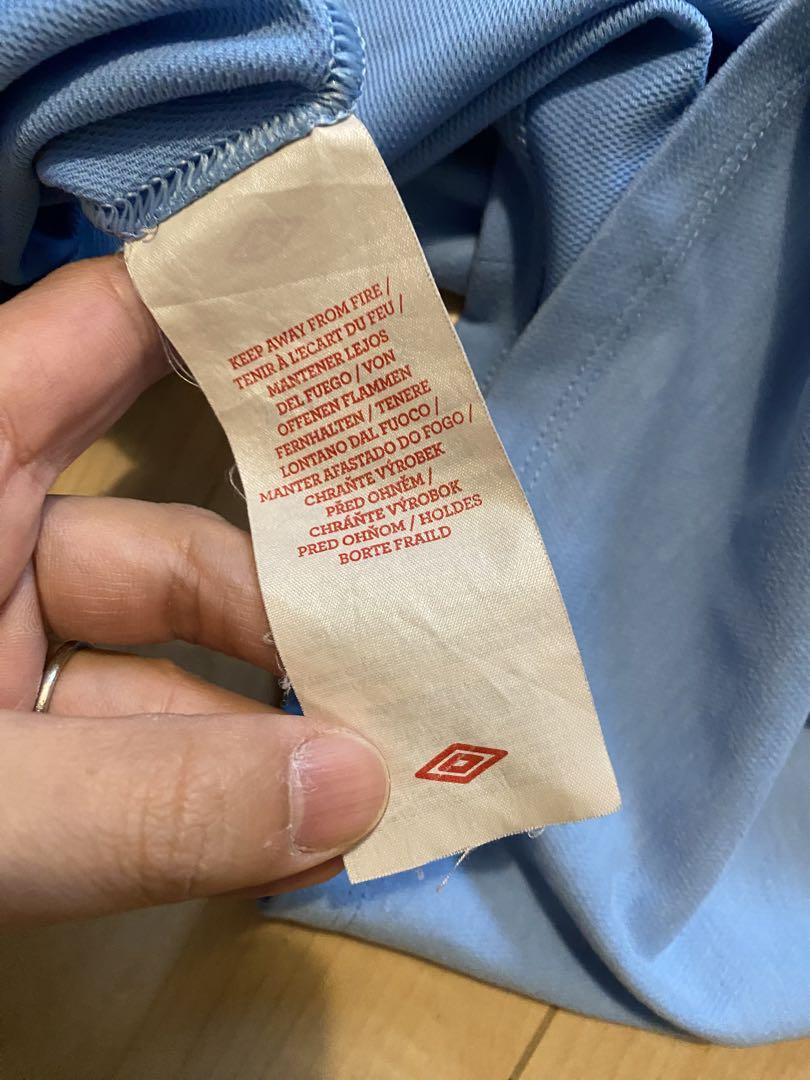 KEEP AWAY FROM FIRE /
TENIR À L'ECART DU FEU /
MANTENER LEJOS
DEL FUEGO / VON
OFFENEN FLAMMEN
FERNHALTEN / TENERE
LONTANO DAL FUOCO /
MANTER AFASTADO DO FOGO /
CHRAŇTE VÝROBEK
PŘED OHNĚM /
CHRÁŇTE VÝROBOK
PRED OHŇOM / HOLDES
BORTE FRAILD